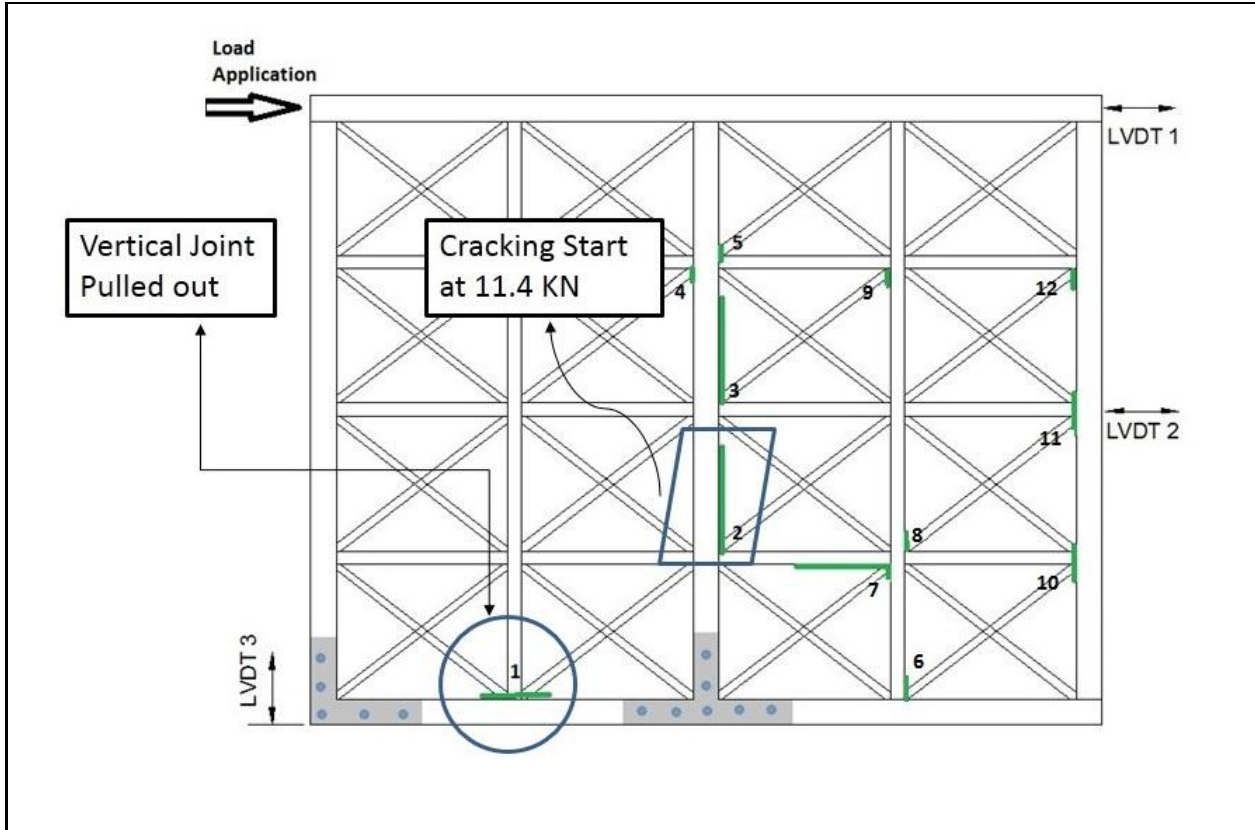 Load
Application
LVDT 1
Vertical Joint
Pulled out
Cracking Start
at 11.4 KN
5
4
9
12
3
LVDT 2
11
2
8
7
10
LVDT 3
1
6